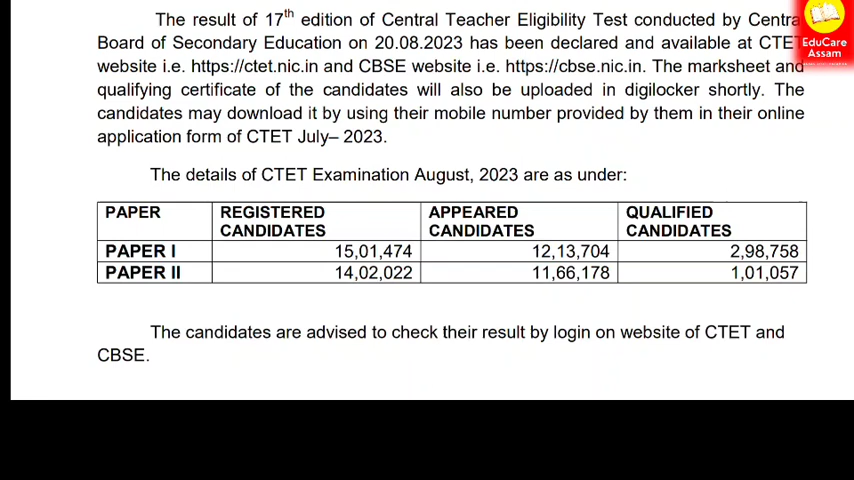 The result of 17th edition of Central Teacher Eligibility Test conducted by Centra
Board of Secondary Education on 20.08.2023 has been declared and available at CTET
website i.e. https://ctet.nic.in and CBSE website i.e. https://cbse.nic.in. The marksheet and
qualifying certificate of the candidates will also be uploaded in digilocker shortly. The
candidates may download it by using their mobile number provided by them in their online
application form of CTET July– 2023.
EduCare
Assam
The details of CTET Examination August, 2023 are as under:
PAPER REGISTERED CANDIDATES APPEARED CANDIDATES QUALIFIED CANDIDATES
PAPER I 15,01,474 12,13,704 2,98,758
PAPER II 14,02,022 11,66,178 1,01,057
The candidates are advised to check their result by login on website of CTET and
CBSE.